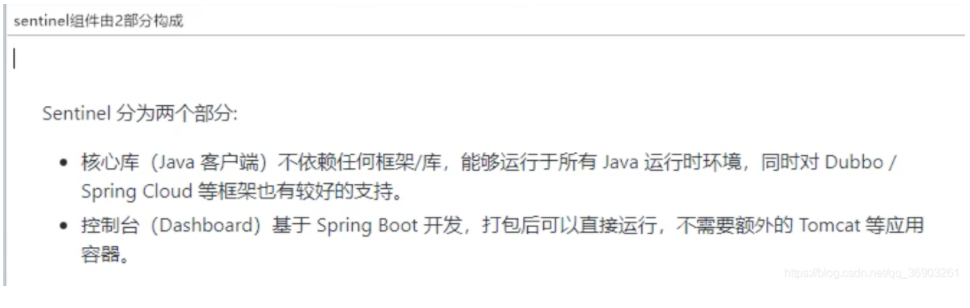 sentinel组件由2部分构成
Sentinel 分为两个部分:
• 核心库（Java 客户端）不依赖任何框架/库，能够运行于所有 Java 运行时环境，同时对 Dubbo /
Spring Cloud 等框架也有较好的支持。
• 控制台（Dashboard）基于 Spring Boot 开发，打包后可以直接运行，不需要额外的 Tomcat 等应用
容器。
https://blog.csdn.net/qq_36903261